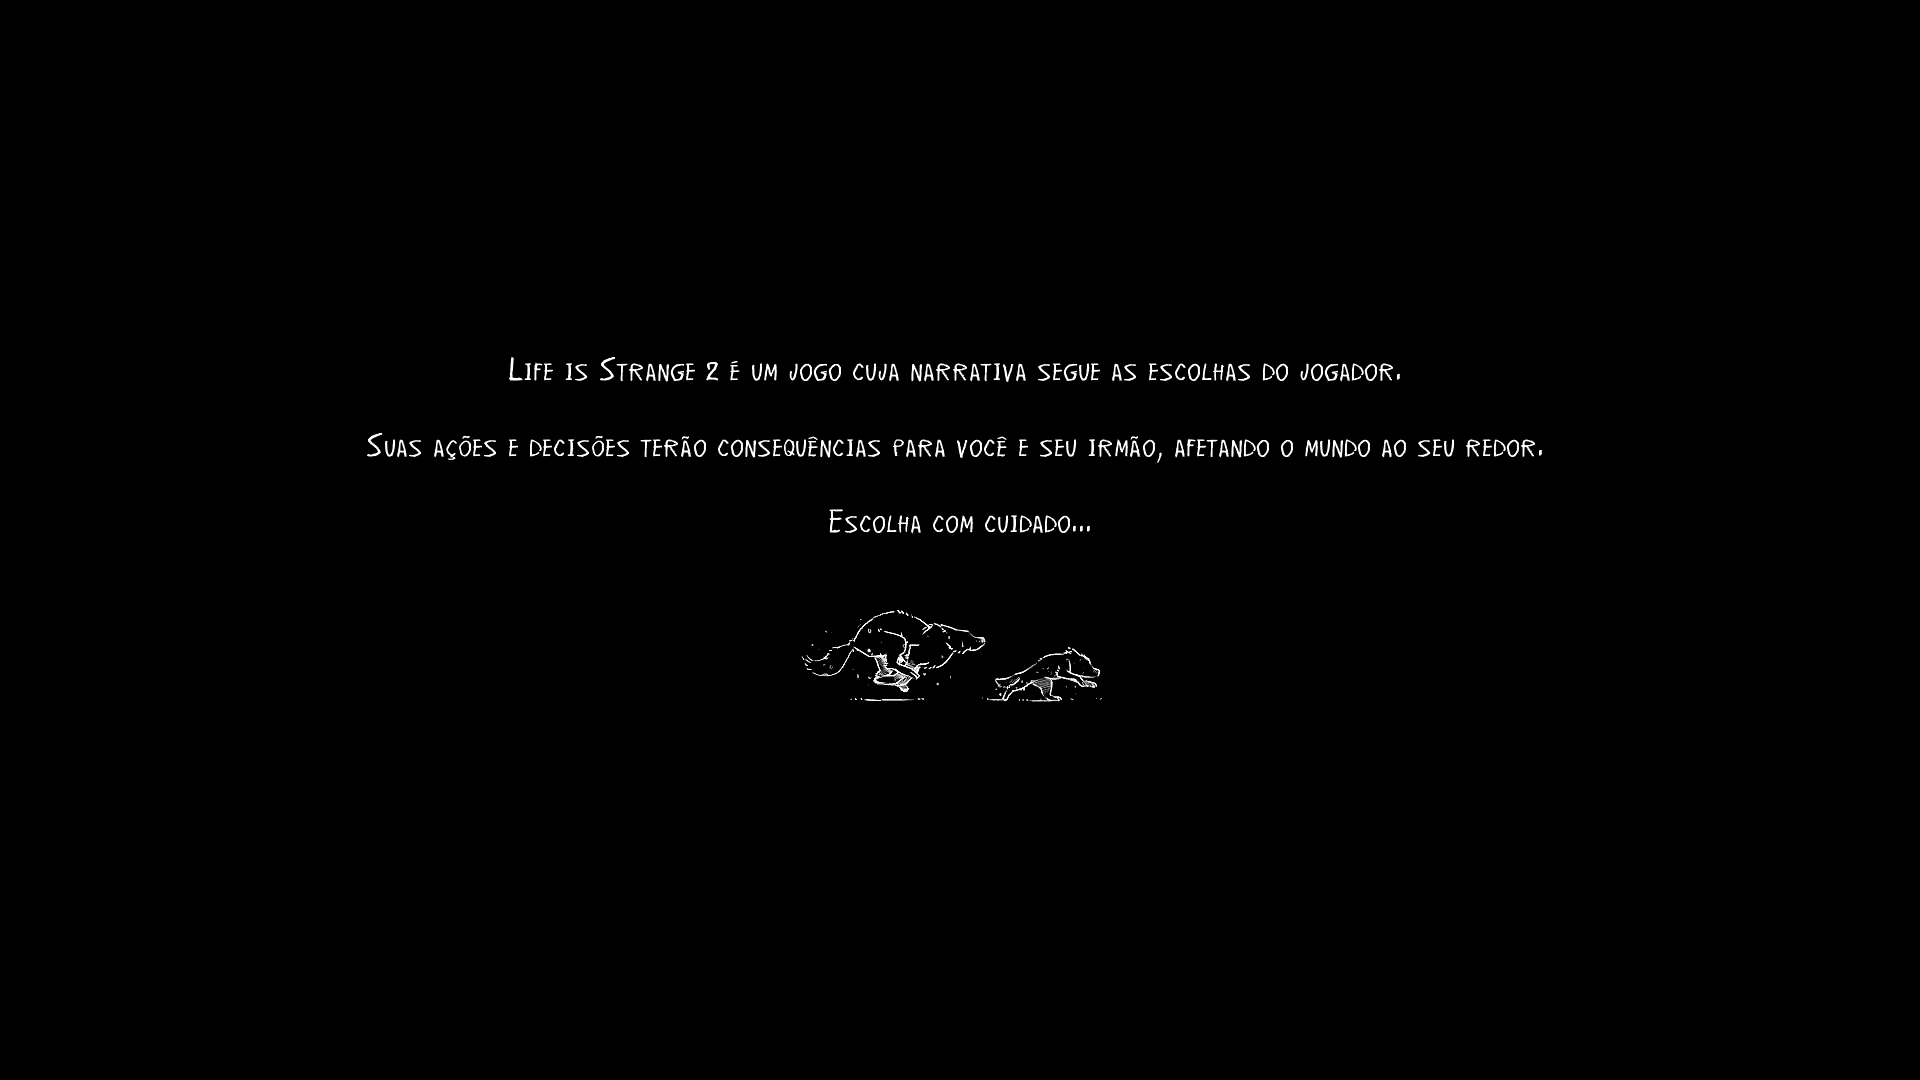 Life is Strange 2 é um jogo cuja narrativa segue as escolhas do jogador.
Suas ações e decisões terão consequências para você e seu irmão, afetando o mundo ao seu redor.
Escolha com cuidado...